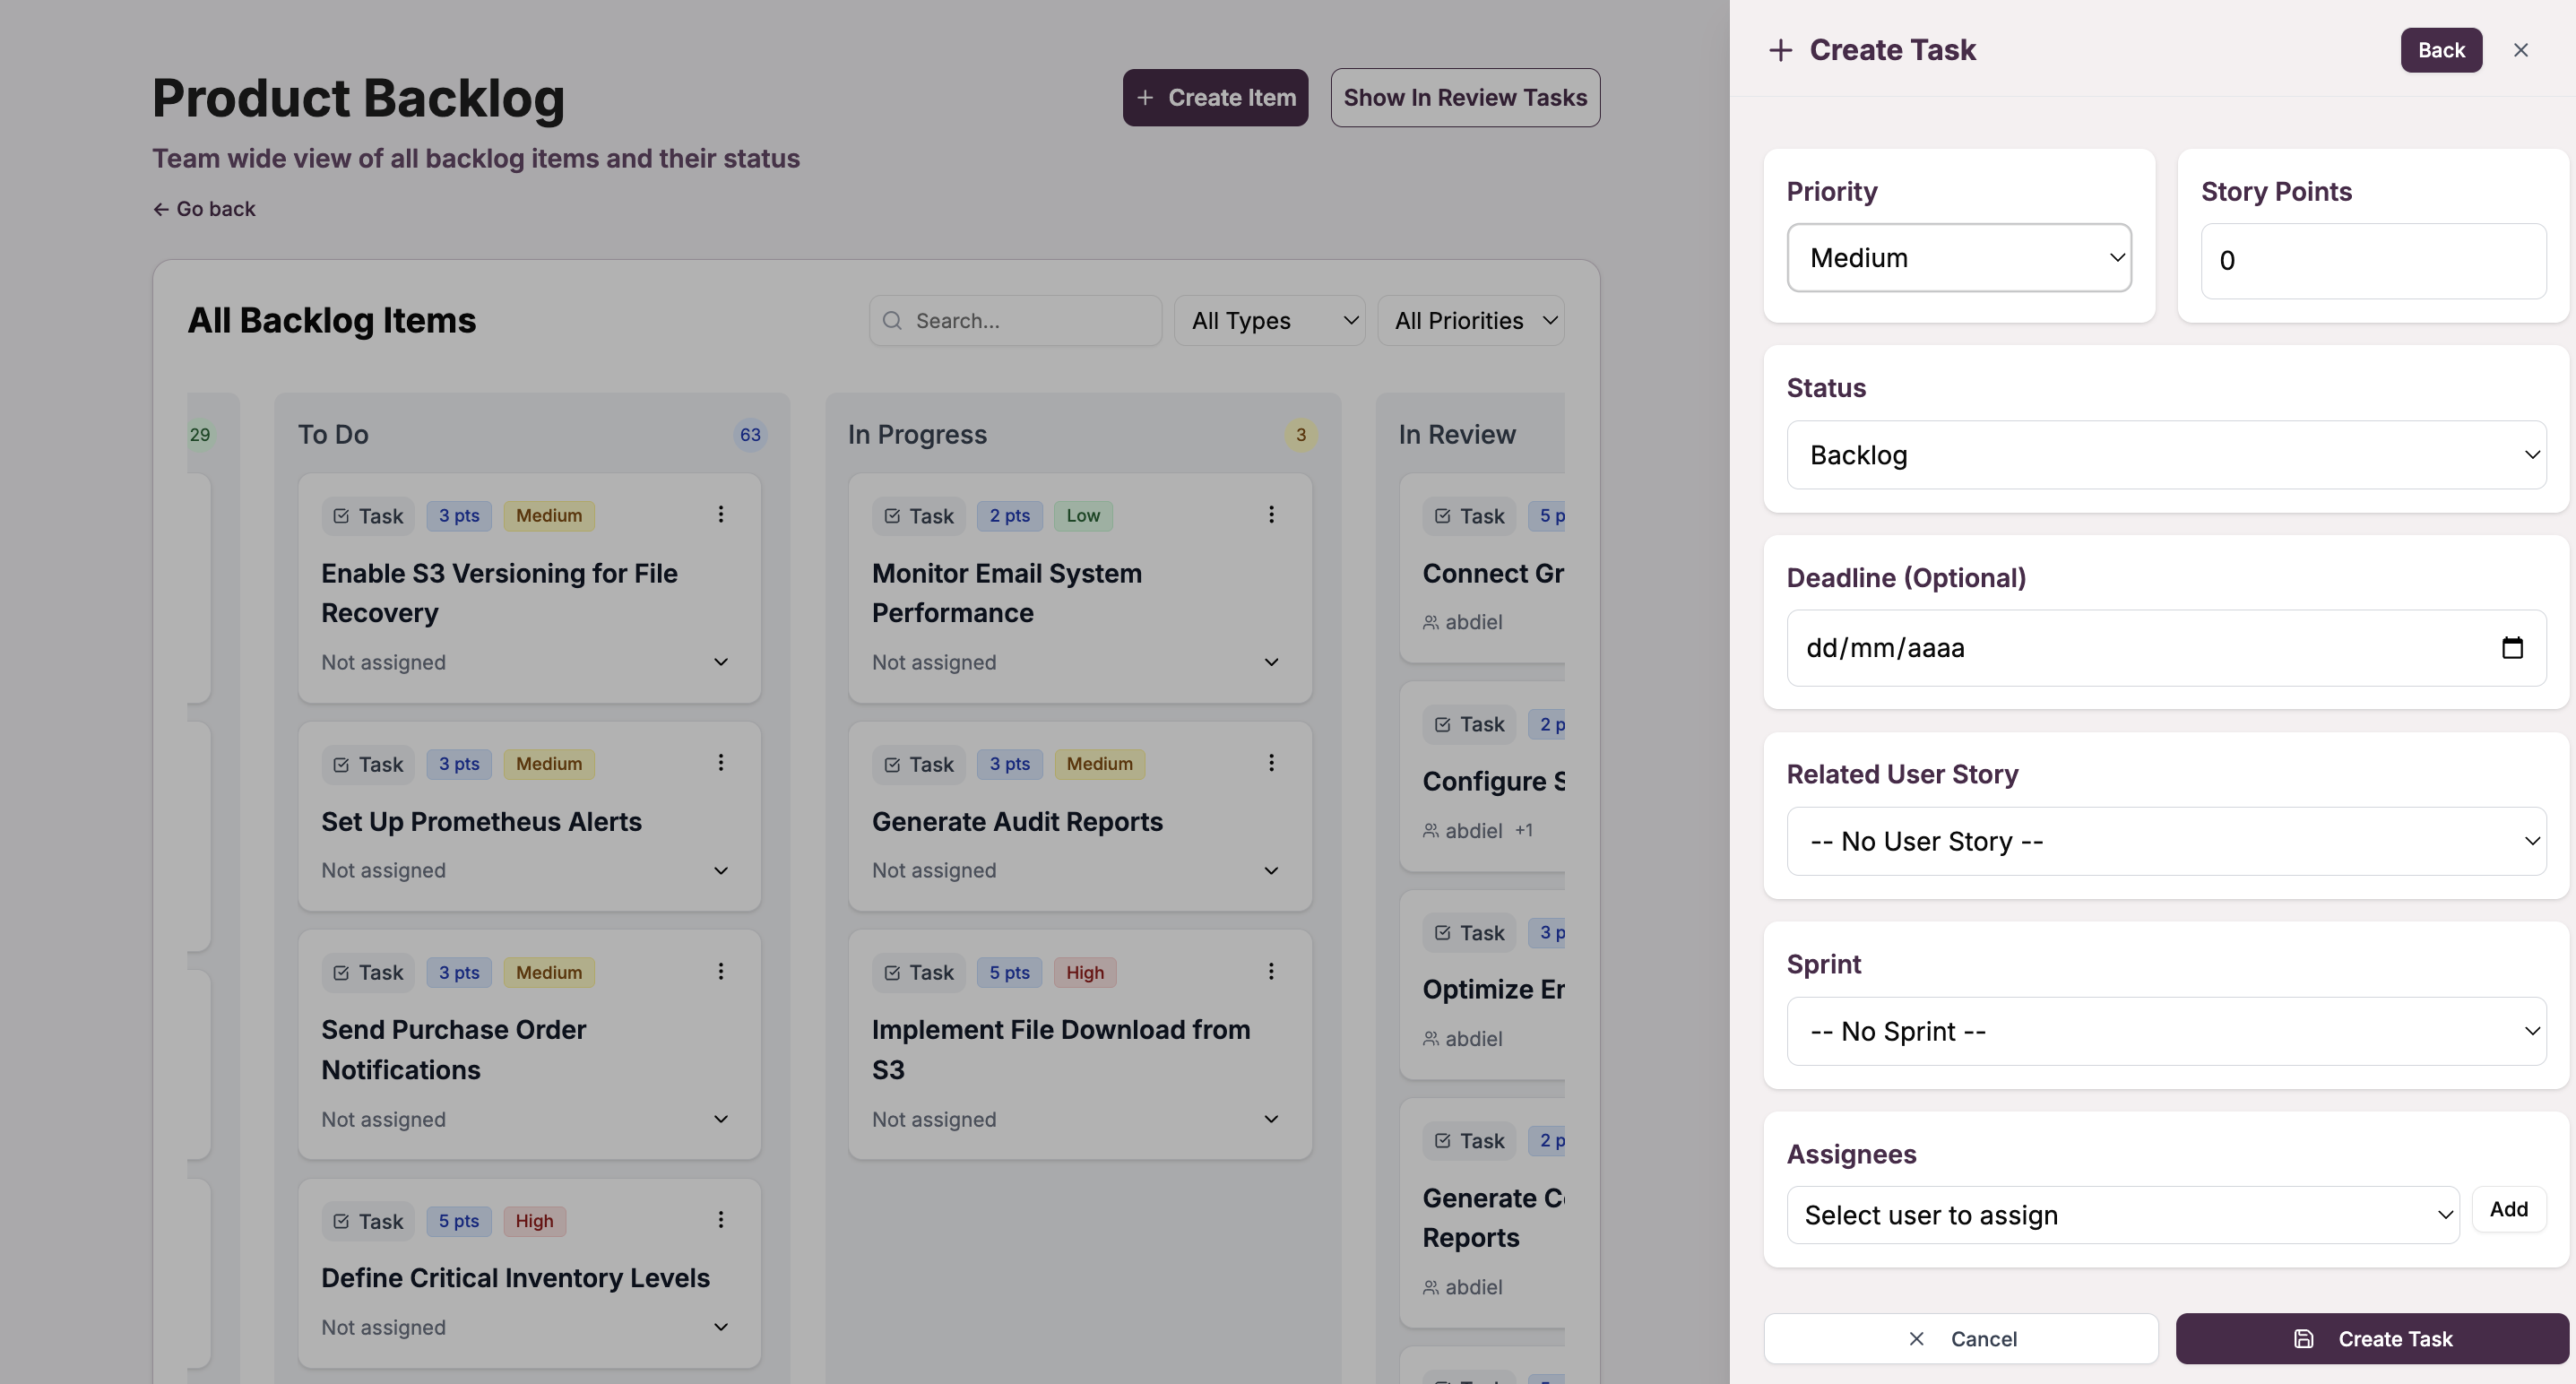 Product Backlog
Team wide view of all backlog items and their status
Go back
Create Item
Show In Review Tasks
All Backlog Items
Search...
All Types
All Priorities
29
To Do
63
Task
3 pts
Medium
Enable S3 Versioning for File
Recovery
Not assigned
Task
3 pts
Medium
Set Up Prometheus Alerts
Not assigned
Task
3 pts
Medium
Send Purchase Order
Notifications
Not assigned
Task
5 pts
High
Define Critical Inventory Levels
Not assigned
In Progress
3
Task
2 pts
Low
Monitor Email System
Performance
Not assigned
Task
3 pts
Medium
Generate Audit Reports
Not assigned
Task
5 pts
High
Implement File Download from
S3
Not assigned
In Review
Task
5 p
Connect Gr
abdiel
Task
2 p
Configure S
abdiel +1
Task
3 p
Optimize Er
abdiel
Task
2 p
Generate
Reports
abdiel
Create Task
Back
Priority
Medium
Story Points
0
Status
Backlog
Deadline (Optional)
dd/mm/aaaa
Related User Story
-- No User Story --
Sprint
-- No Sprint --
Assignees
Select user to assign
Add
Cancel
Create Task